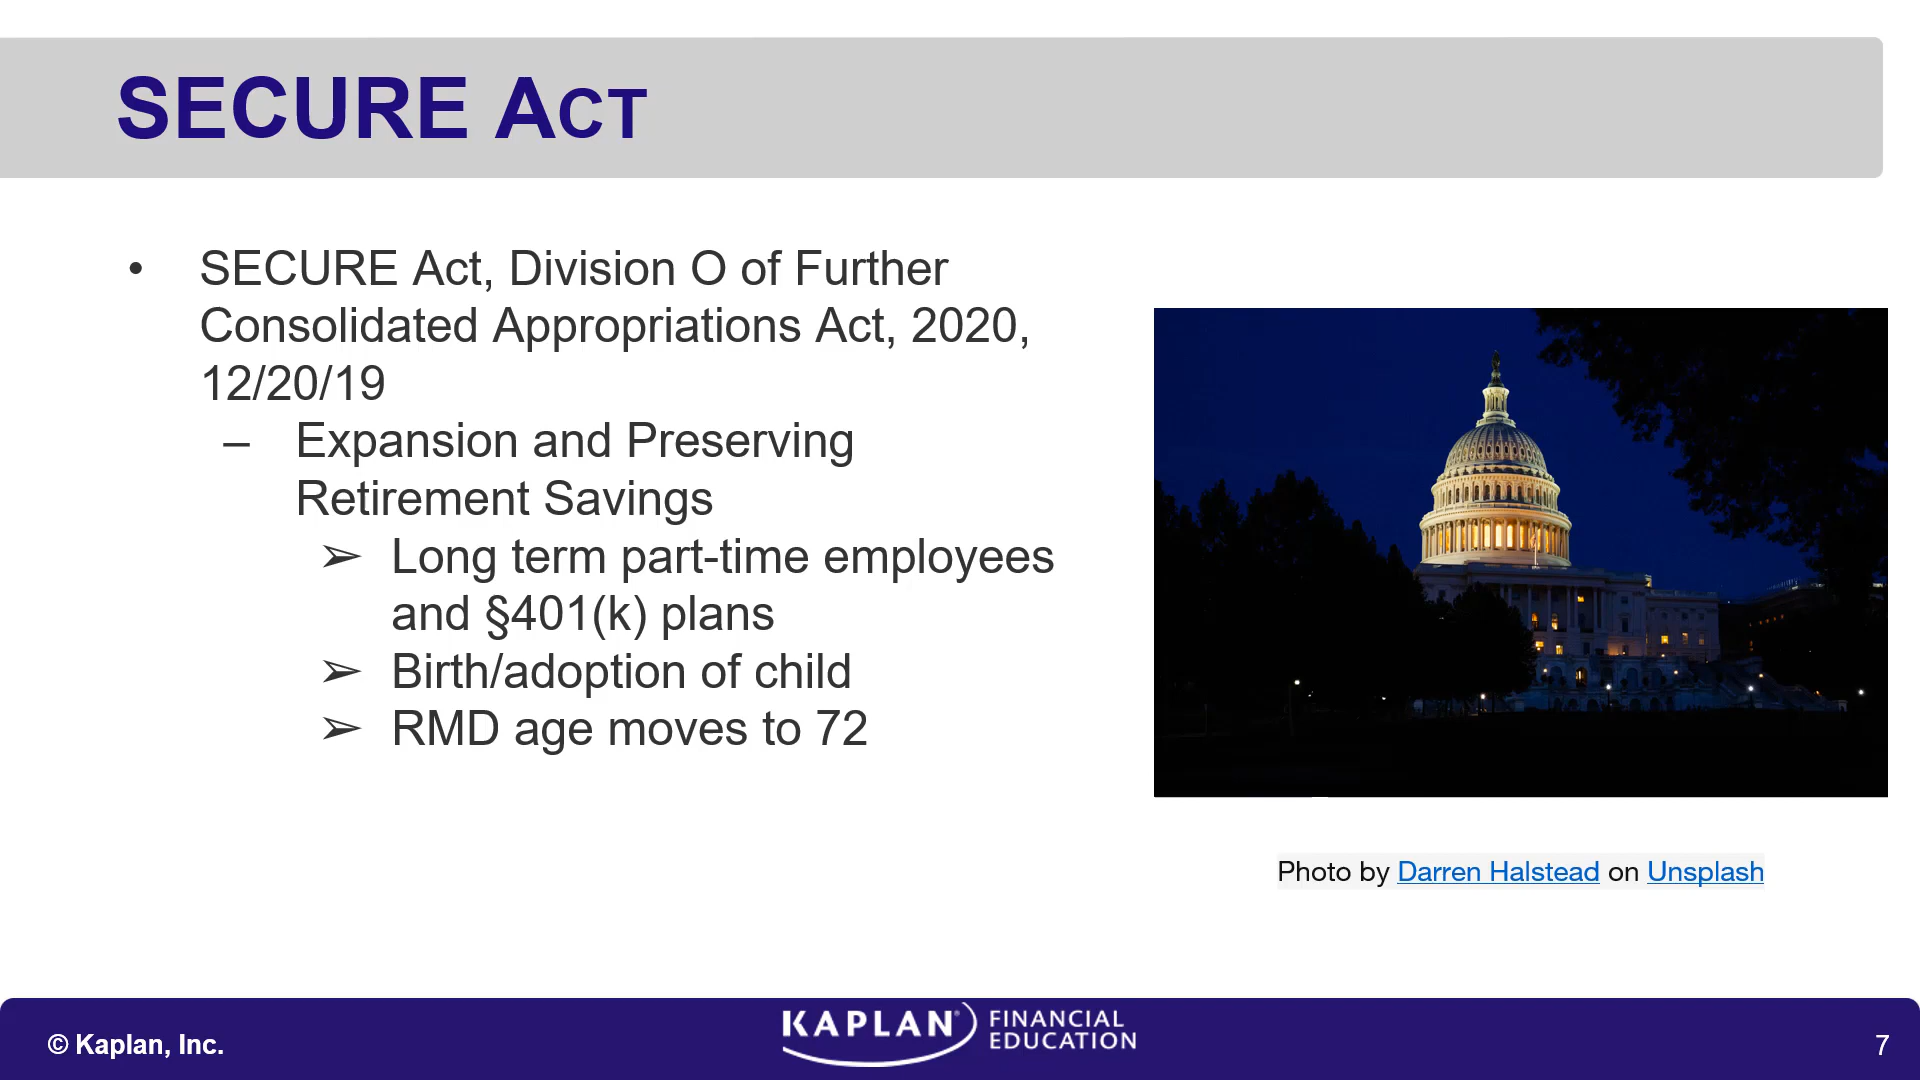 SECURE ACT
• SECURE Act, Division O of Further
Consolidated Appropriations Act, 2020,
12/20/19
– Expansion and Preserving
Retirement Savings
➢ Long term part-time employees
and §401(k) plans
➢ Birth/adoption of child
➢ RMD age moves to 72
Photo by Darren Halstead on Unsplash
© Kaplan, Inc.
KAPLAN® FINANCIAL
EDUCATION
7